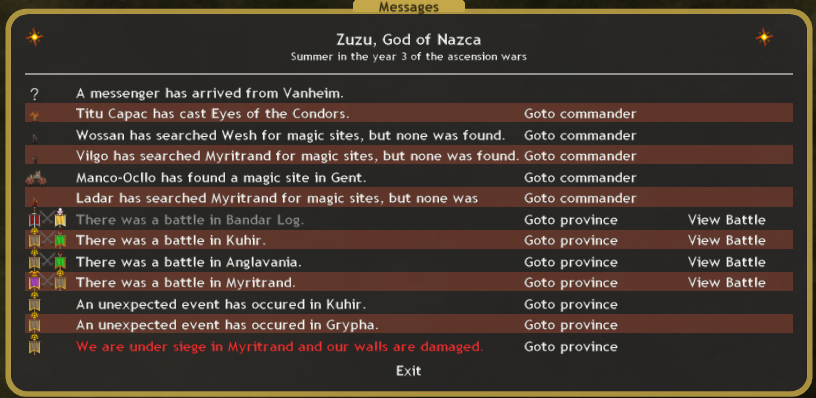 Messages
Zuzu, God of Nazca
Summer in the year 3 of the ascension wars
? A messenger has arrived from Vanheim.
Titu Capac has cast Eyes of the Condors. Goto commander
Wossan has searched Wesh for magic sites, but none was found. Goto commander
Vilgo has searched Myritrand for magic sites, but none was found. Goto commander
Manco-Ocllo has found a magic site in Gent. Goto commander
Ladar has searched Myritrand for magic sites, but none was Goto commander
There was a battle in Bandar Log. Goto province View Battle
There was a battle in Kuhir. Goto province View Battle
There was a battle in Anglavania. Goto province View Battle
There was a battle in Myritrand. Goto province View Battle
An unexpected event has occured in Kuhir. Goto province
An unexpected event has occured in Grypha. Goto province
We are under siege in Myritrand and our walls are damaged. Goto province
Exit